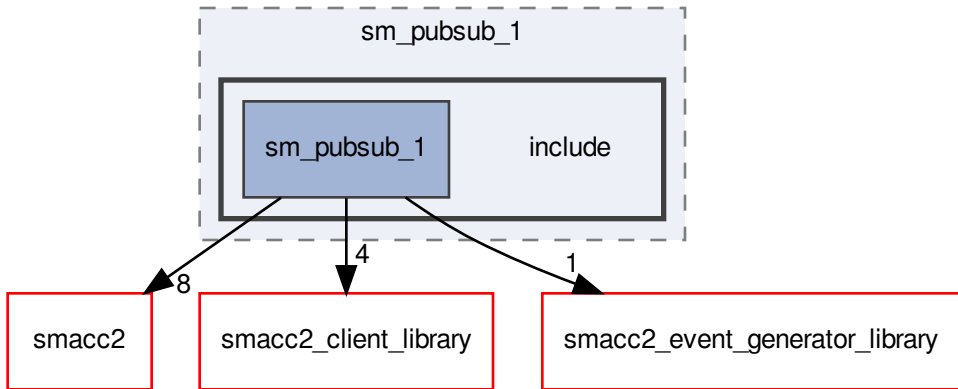 sm_pubsub_1
sm_pubsub_1
include
8
4
1
smacc2
smacc2_client_library
smacc2_event_generator_library